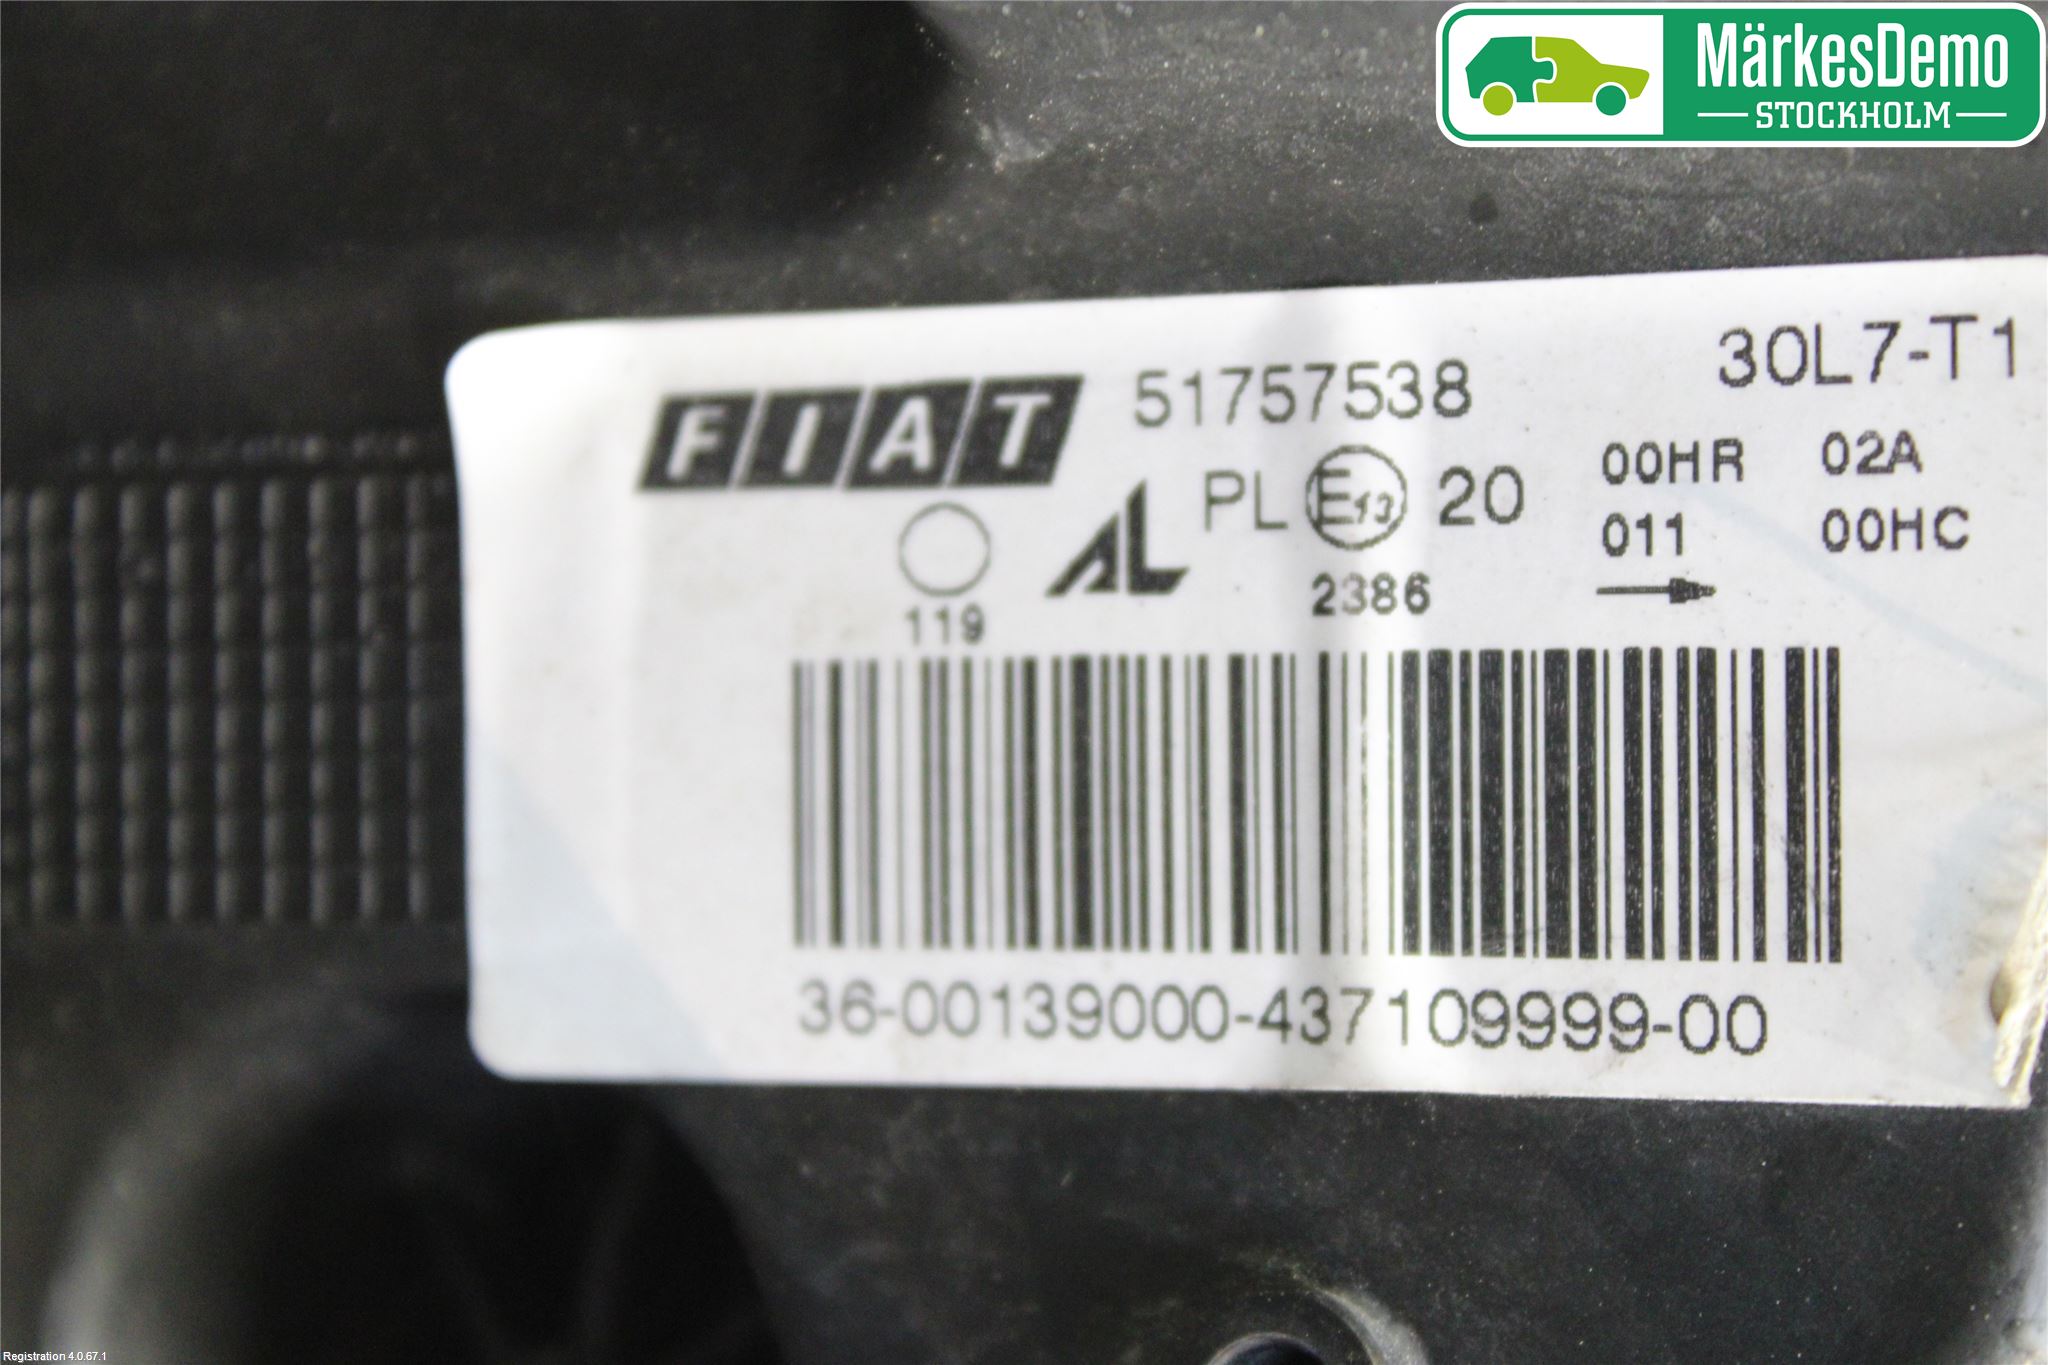 MärkesDemo
STOCKHOLM
30L7-T1
FIAT 51757538
00HR 02A
PL E13 20
011 00HC
AL
2386
119
36-00139000-437109999-00
Registration 4.0.67.1